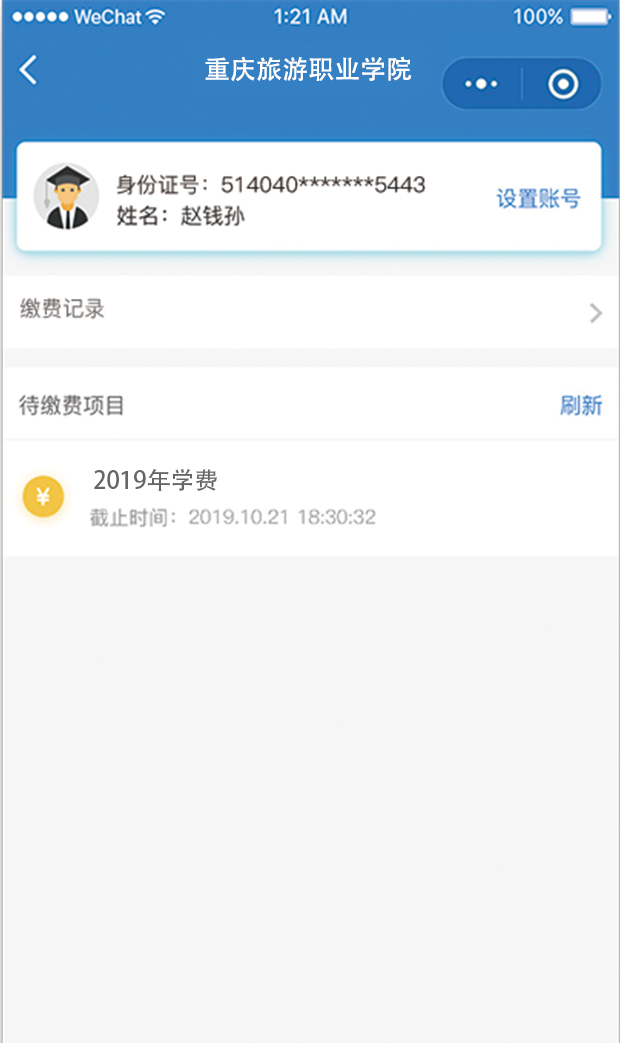 WeChat 1:21 AM 100%
重庆旅游职业学院
身份证号：514040*******5443
姓名：赵钱孙
设置账号
缴费记录
待缴费项目 刷新
¥
2019年学费
截止时间：2019.10.21 18:30:32